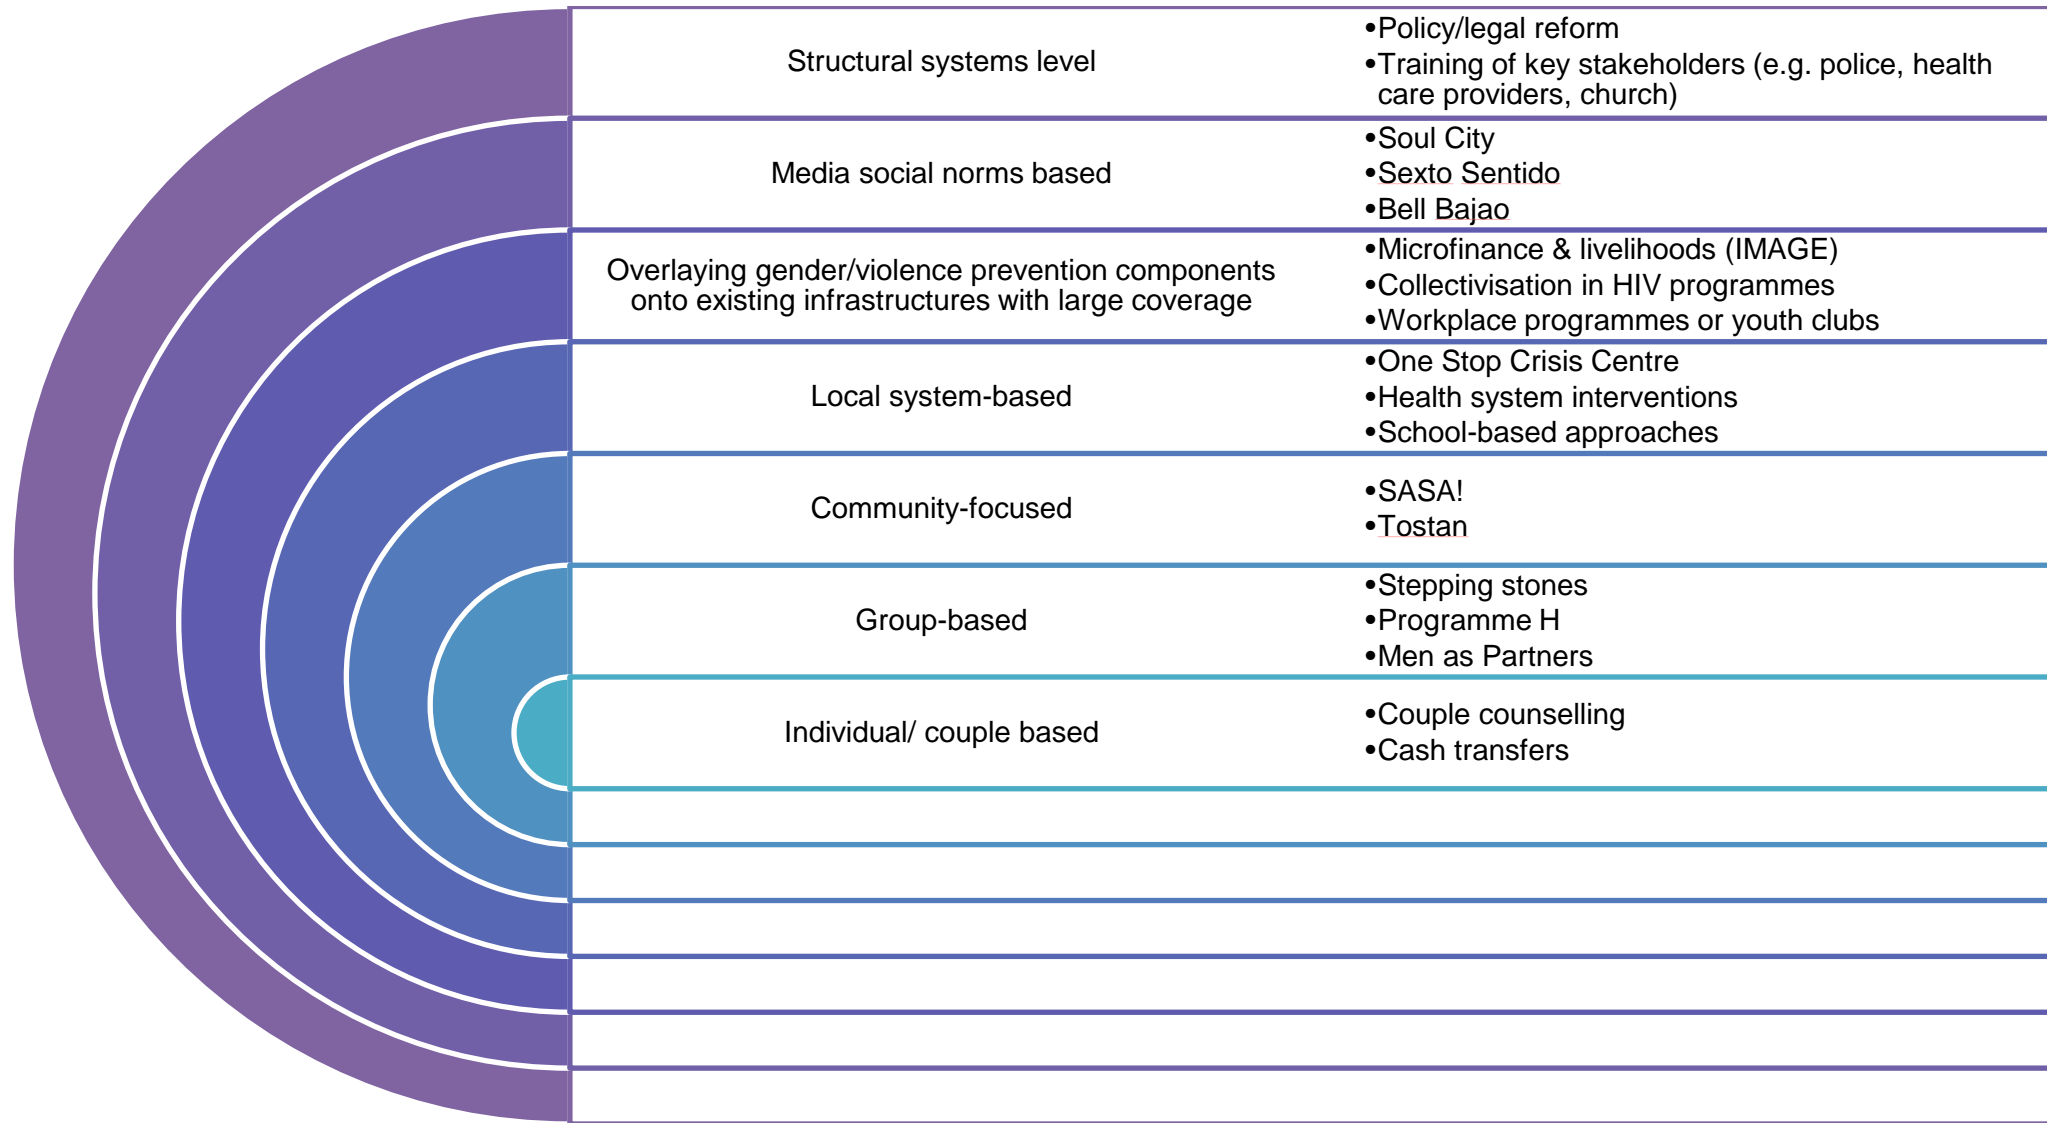 Structural systems level
•Policy/legal reform
•Training of key stakeholders (e.g. police, health
care providers, church)
Media social norms based
•Soul City
•Sexto Sentido
•Bell Bajao
Overlaying gender/violence prevention components
onto existing infrastructures with large coverage
•Microfinance & livelihoods (IMAGE)
•Collectivisation in HIV programmes
•Workplace programmes or youth clubs
Local system-based
•One Stop Crisis Centre
•Health system interventions
•School-based approaches
Community-focused
•SASA!
•Tostan
Group-based
•Stepping stones
•Programme H
•Men as Partners
Individual/ couple based
•Couple counselling
•Cash transfers